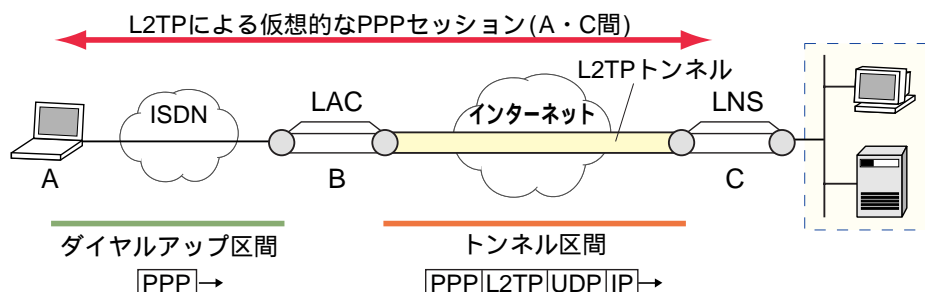 L2TPによる仮想的なPPPセッション(A・C間)
L2TPトンネル
ISDN
LAC
インターネット
LNS
A
B
C
ダイヤルアップ区間
トンネル区間
PPP→
PPP L2TP UDP IP→